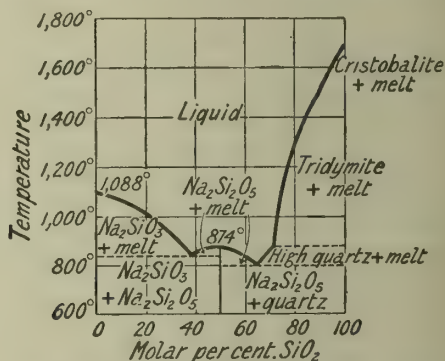 Temperature
1,800°
1,600°
1,400°
1,200°
1,000°
800°
600°
Liquid
Cristobalite
+ melt
1,088°
Na₂Si₂O₅
+ melt
Tridymite
+ melt
Na₂SiO₃
+ melt
874°
High quartz + melt
Na₂SiO₃
+ Na₂Si₂O₅
Na₂Si₂O₅
+ quartz
0 20 40 60 80 100
Molar per cent. SiO₂